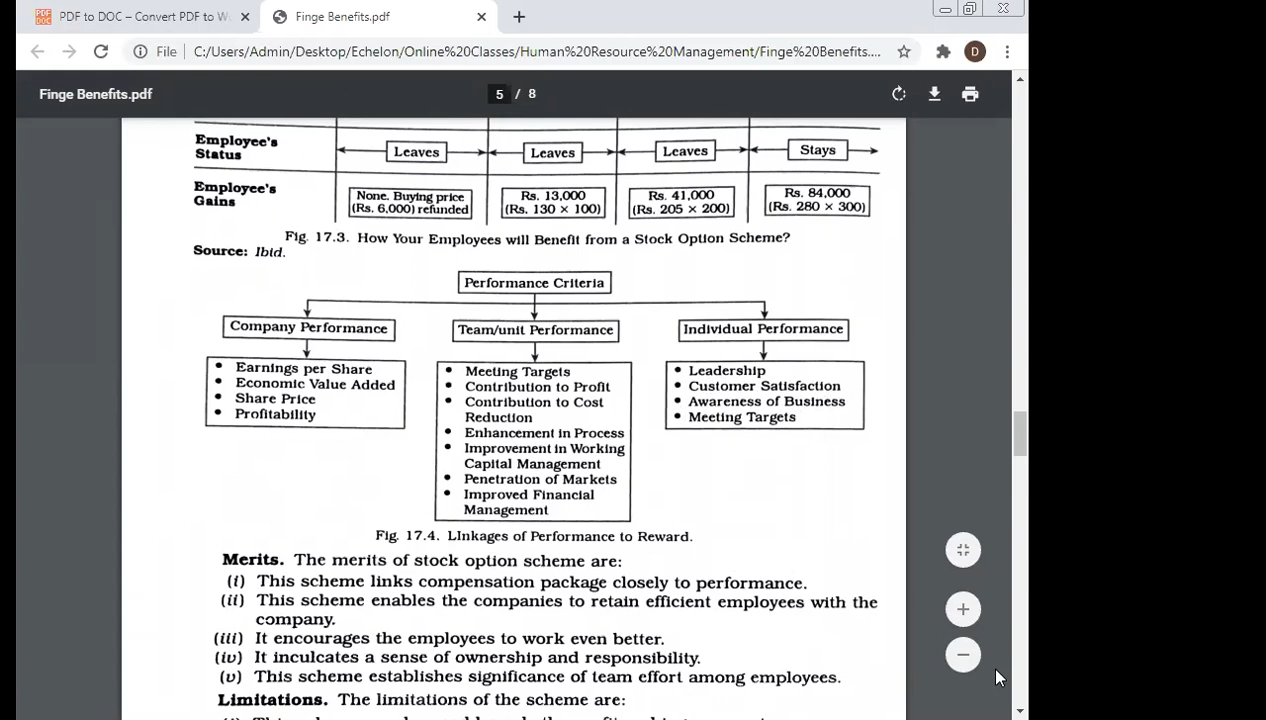 PDF to DOC – Convert PDF to W
Finge Benefits.pdf
File C:/Users/Admin/Desktop/Echelon/Online%20Classes/Human%20Resource%20Management/Finge%20Benefits....
D
Finge Benefits.pdf
5 / 8
Employee's Status
Leaves
Leaves
Leaves
Stays
Employee's Gains
None. Buying price
(Rs. 6,000) refunded
Rs. 13,000
(Rs. 130 × 100)
Rs. 41,000
(Rs. 205 × 200)
Rs. 84,000
(Rs. 280 × 300)
Fig. 17.3. How Your Employees will Benefit from a Stock Option Scheme?
Source: Ibid.
Performance Criteria
Company Performance
Team/unit Performance
Individual Performance
• Earnings per Share
• Economic Value Added
• Share Price
• Profitability
• Meeting Targets
• Contribution to Profit
• Contribution to Cost
Reduction
• Enhancement in Process
• Improvement in Working
Capital Management
• Penetration of Markets
• Improved Financial
Management
• Leadership
• Customer Satisfaction
• Awareness of Business
• Meeting Targets
Fig. 17.4. LInkages of Performance to Reward.
Merits. The merits of stock option scheme are:
(i) This scheme links compensation package closely to performance.
(ii) This scheme enables the companies to retain efficient employees with the
company.
(iii) It encourages the employees to work even better.
(iv) It inculcates a sense of ownership and responsibility.
(v) This scheme establishes significance of team effort among employees.
Limitations. The limitations of the scheme are: